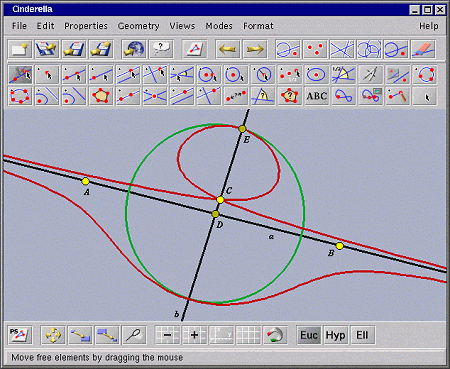 Cinderella
File Edit Properties Geometry Views Modes Format Help
ABC
E
A
C
D
a
B
b
PS
Euc Hyp Ell
Move free elements by dragging the mouse